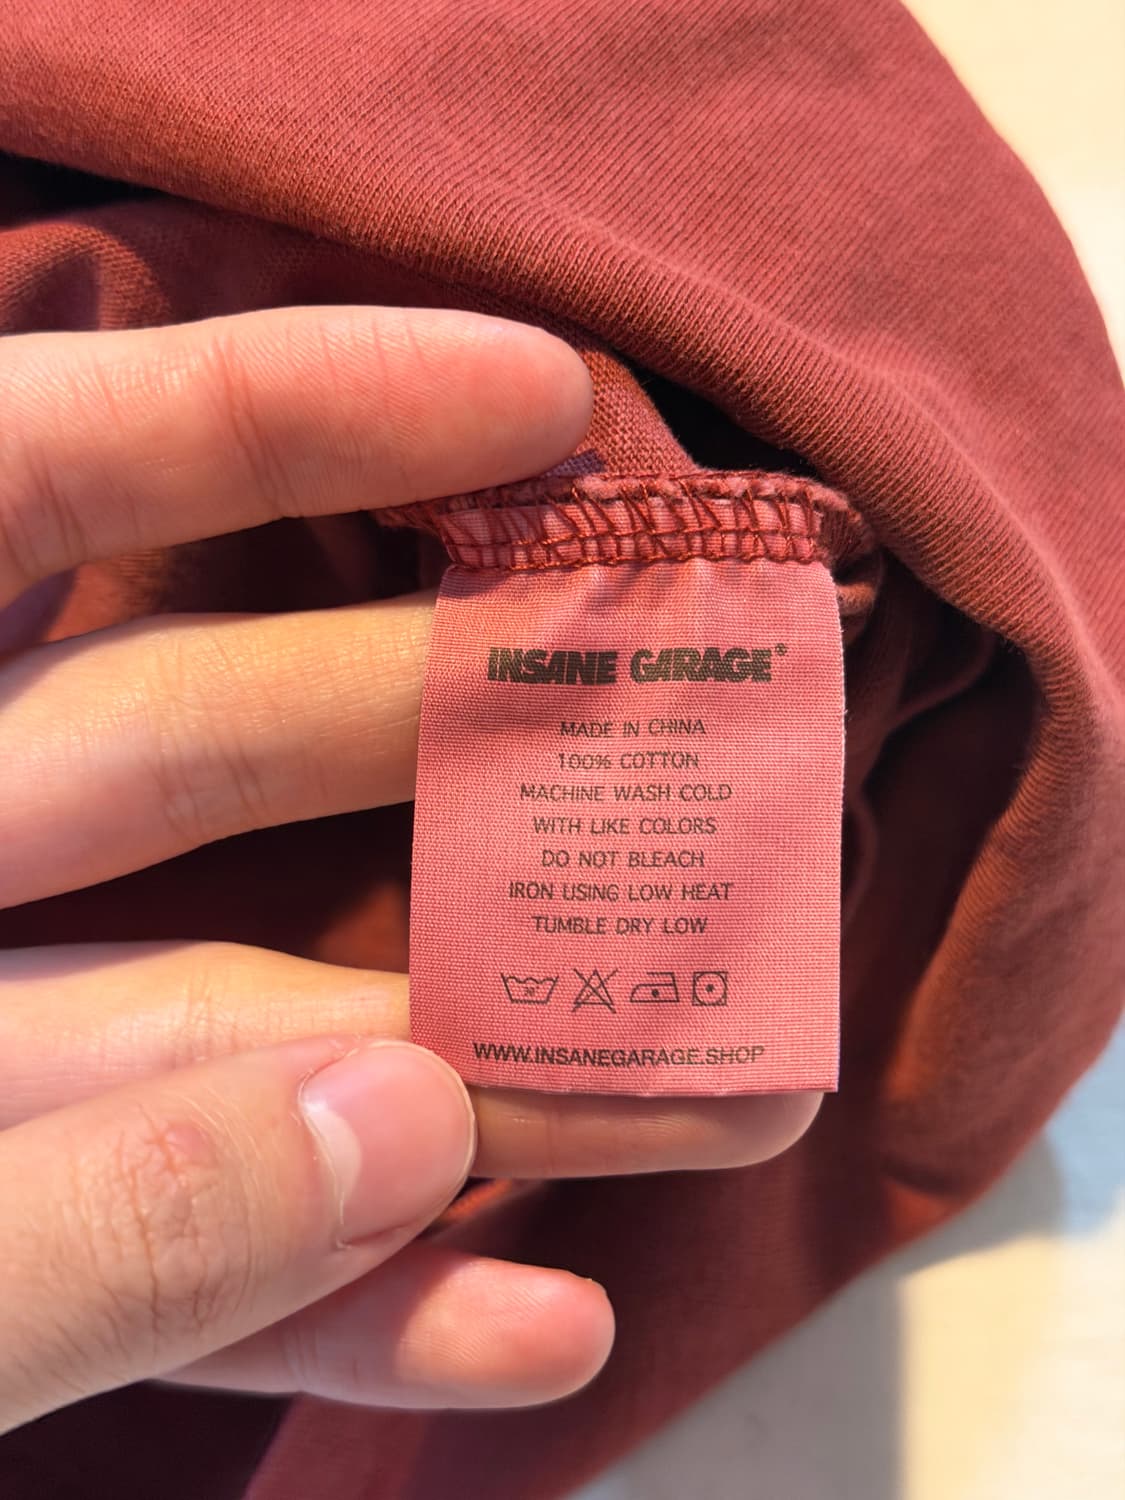 INSANE GARAGE®
MADE IN CHINA
100% COTTON
MACHINE WASH COLD
WITH LIKE COLORS
DO NOT BLEACH
IRON USING LOW HEAT
TUMBLE DRY LOW
WWW.INSANEGARAGE.SHOP